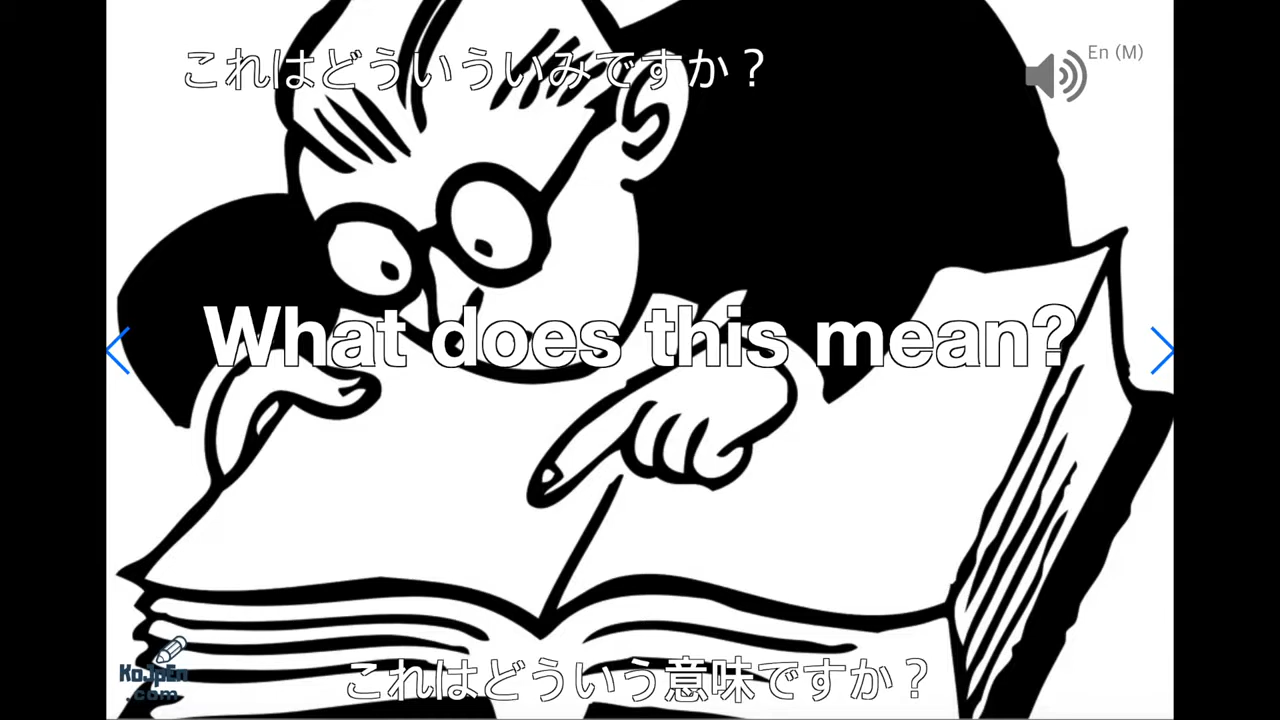 これはどういういみですか？
En (M)
What does this mean?
これはどういう意味ですか？
KoJpEn
.com